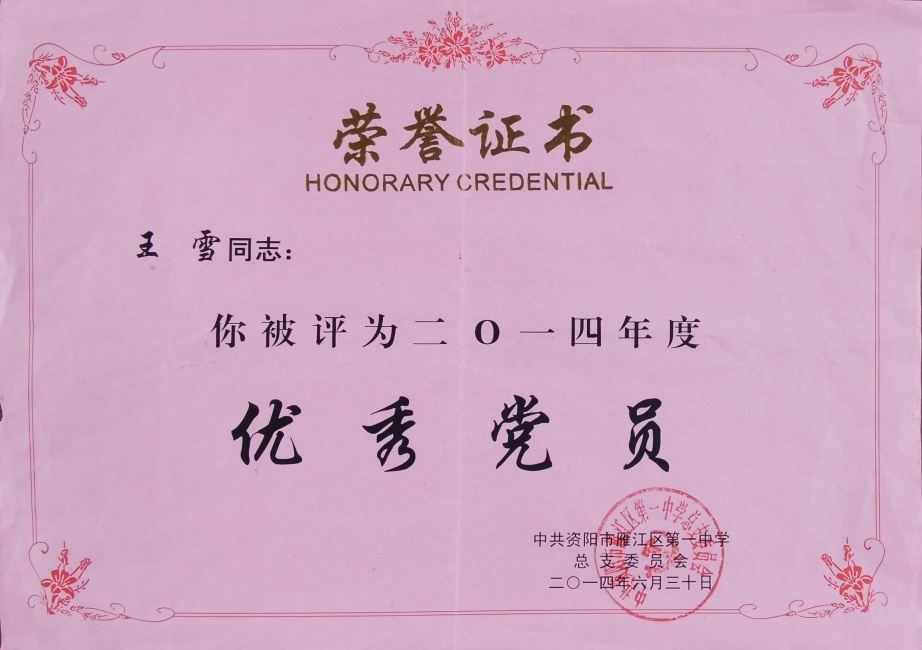 荣誉证书
HONORARY CREDENTIAL
王 雪同志：
你被评为二O一四年度
优秀党员
中共资阳市雁江区第一中学
总支委员会
二〇一四年六月三十日